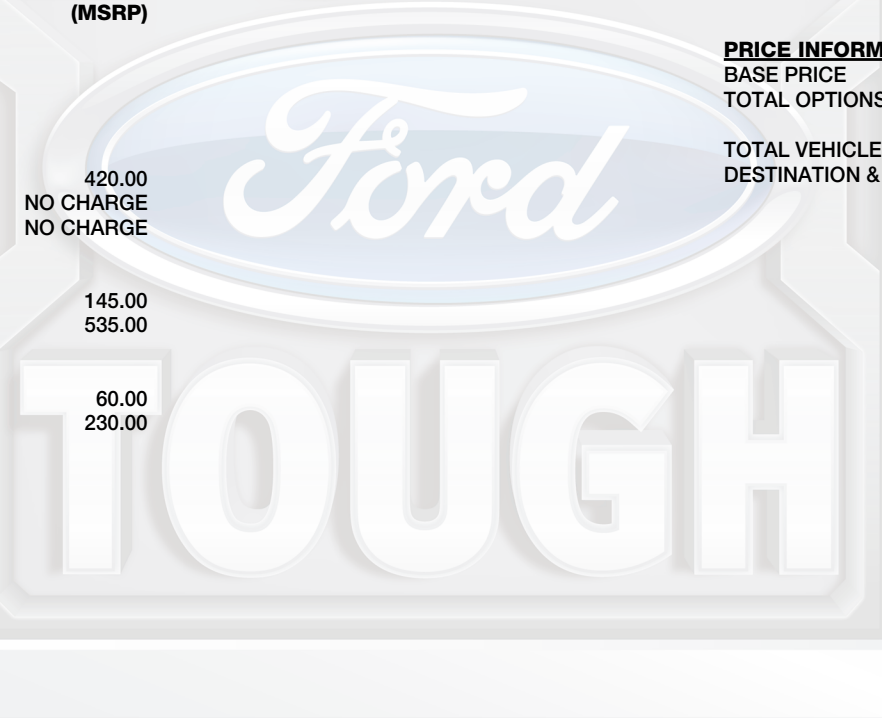 (MSRP)
420.00
NO CHARGE
NO CHARGE
145.00
535.00
60.00
230.00
PRICE INFORM
BASE PRICE
TOTAL OPTIONS
TOTAL VEHICLE
DESTINATION &
Ford
TOUGH